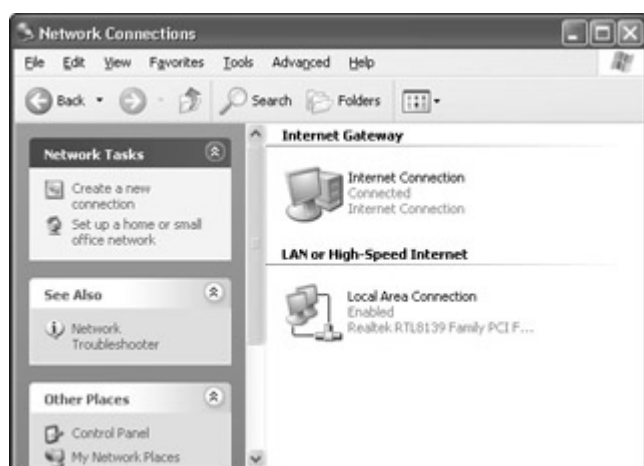 Network Connections
File Edit View Favorites Tools Advanced Help
Back Search Folders
Network Tasks
Create a new
connection
Set up a home or small
office network
See Also
Network
Troubleshooter
Other Places
Control Panel
My Network Places
Internet Gateway
Internet Connection
Connected
Internet Connection
LAN or High-Speed Internet
Local Area Connection
Enabled
Realtek RTL8139 Family PCI F...